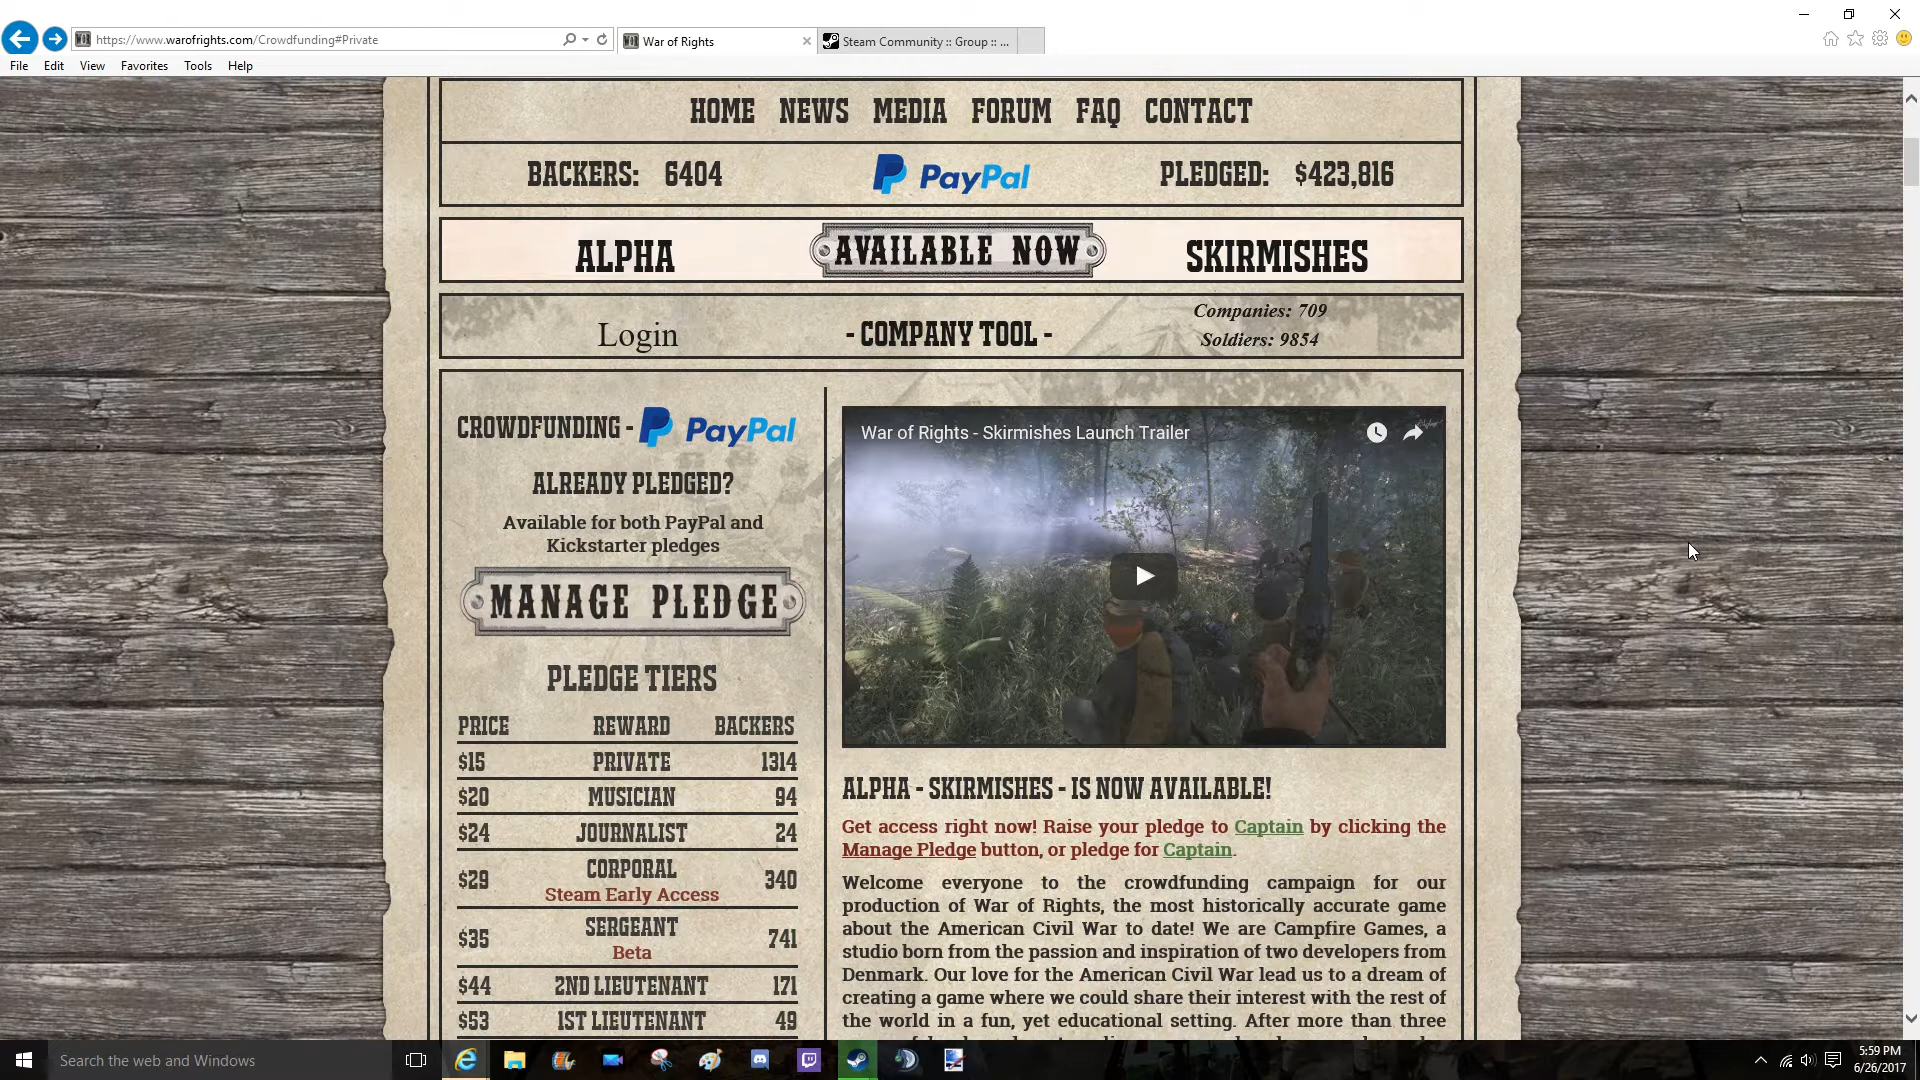 https://www.warofrights.com/Crowdfunding#Private
War of Rights
Steam Community :: Group :: ...
File Edit View Favorites Tools Help
HOME NEWS MEDIA FORUM FAQ CONTACT
BACKERS: 6404 PayPal PLEDGED: $423,816
ALPHA AVAILABLE NOW SKIRMISHES
Login - COMPANY TOOL -
Companies: 709
Soldiers: 9854
CROWDFUNDING - PayPal
ALREADY PLEDGED?
Available for both PayPal and
Kickstarter pledges
MANAGE PLEDGE
PLEDGE TIERS
PRICE REWARD BACKERS
$15 PRIVATE 1314
$20 MUSICIAN 94
$24 JOURNALIST 24
$29 CORPORAL 340
Steam Early Access
$35 SERGEANT 741
Beta
$44 2ND LIEUTENANT 171
$53 1ST LIEUTENANT 49
War of Rights - Skirmishes Launch Trailer
ALPHA - SKIRMISHES - IS NOW AVAILABLE!
Get access right now! Raise your pledge to Captain by clicking the
Manage Pledge button, or pledge for Captain.
Welcome everyone to the crowdfunding campaign for our
production of War of Rights, the most historically accurate game
about the American Civil War to date! We are Campfire Games, a
studio born from the passion and inspiration of two developers from
Denmark. Our love for the American Civil War lead us to a dream of
creating a game where we could share their interest with the rest of
the world in a fun, yet educational setting. After more than three
Search the web and Windows
5:59 PM
6/26/2017